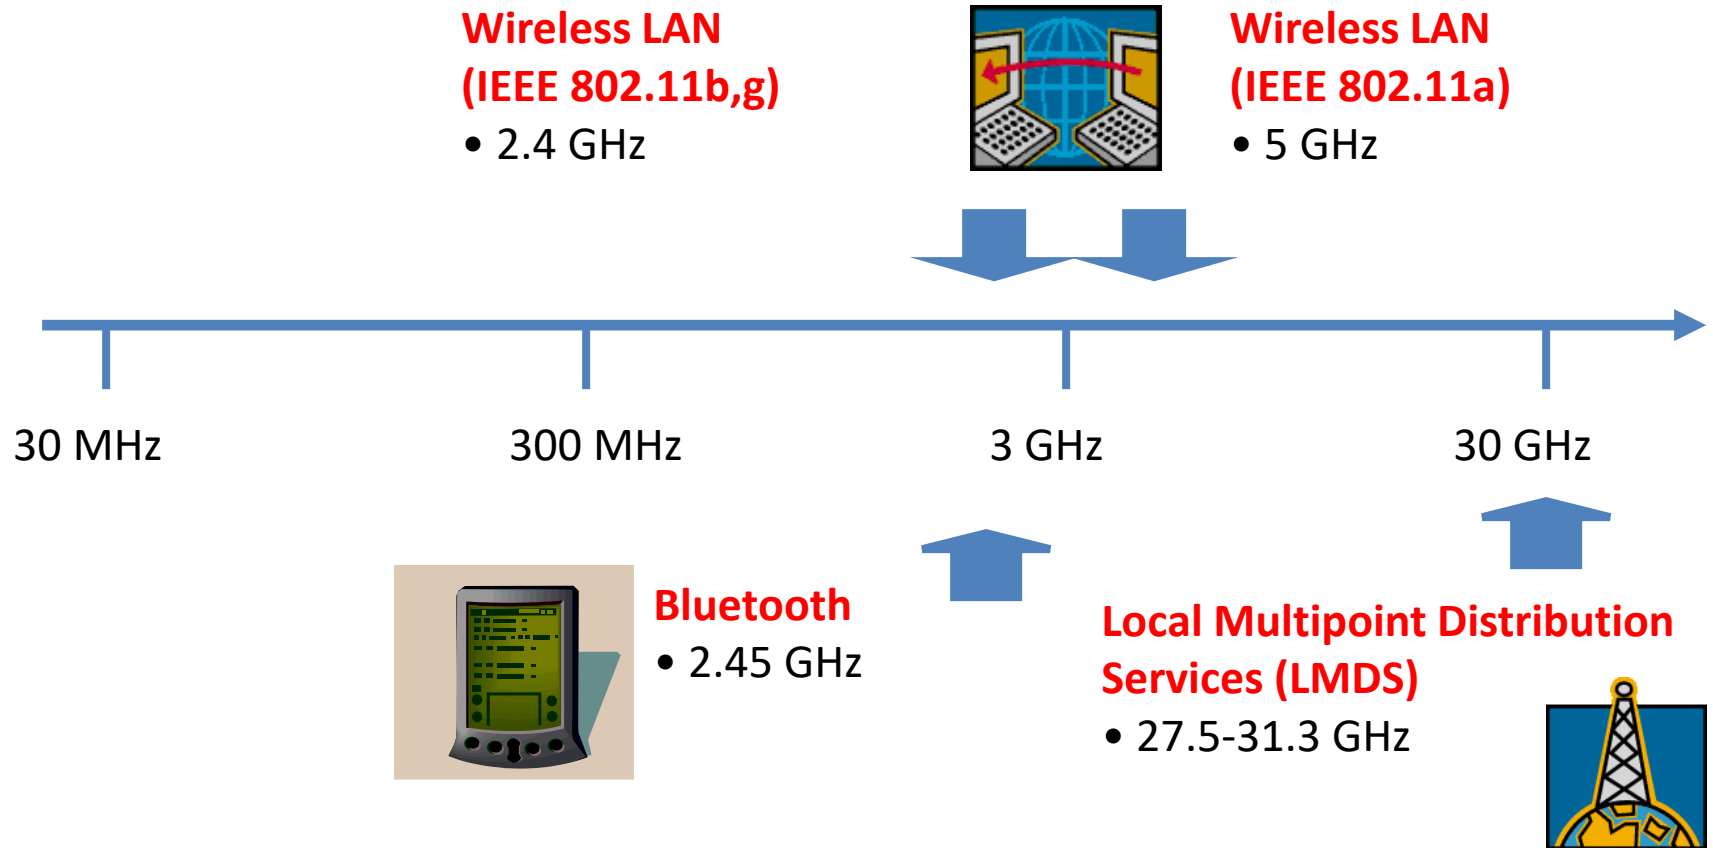 Wireless LAN
(IEEE 802.11b,g)
• 2.4 GHz
Wireless LAN
(IEEE 802.11a)
• 5 GHz
30 MHz
300 MHz
3 GHz
30 GHz
Bluetooth
• 2.45 GHz
Local Multipoint Distribution
Services (LMDS)
• 27.5-31.3 GHz